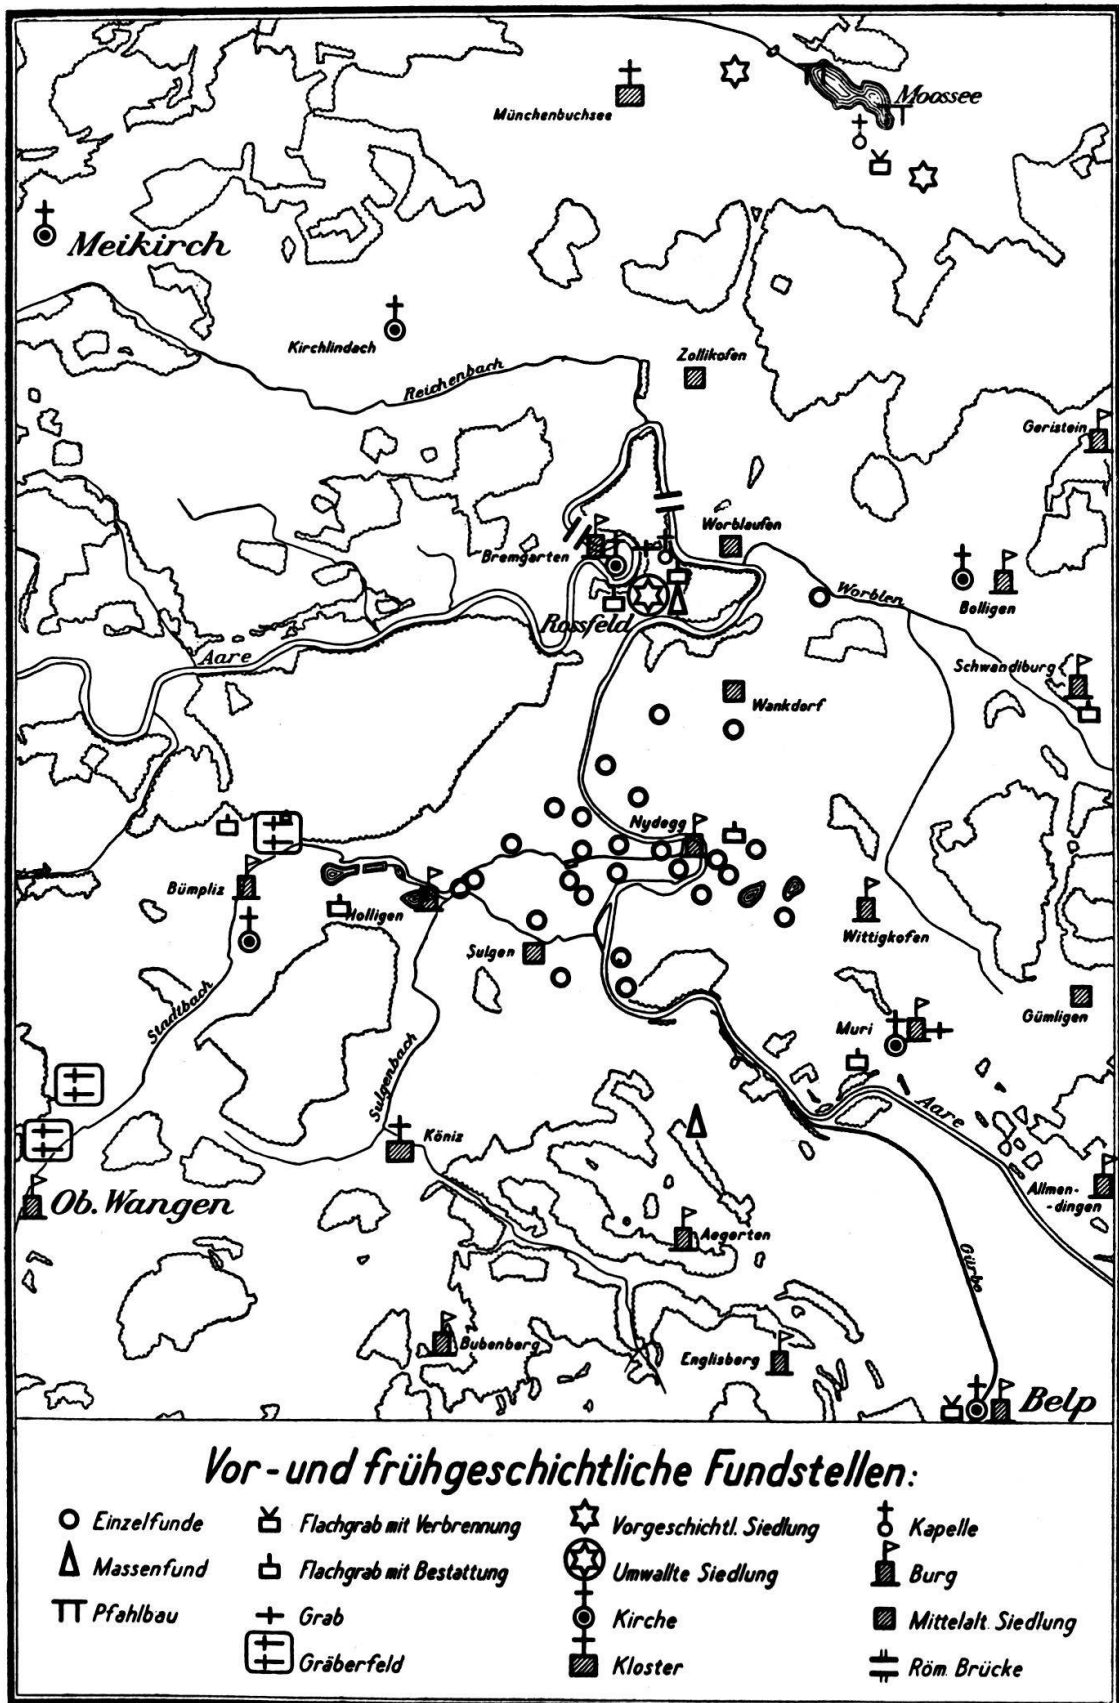 Moossee
Münchenbuchsee
Meikirch
Kirchlindach
Zollikofen
Reichenbach
Geristein
Worblaufen
Bremgarten
Bolligen
Worblen
Rossfeld
Aare
Schwandiburg
Wankdorf
Nydegg
Bümpliz
Holligen
Wittigkofen
Sulgen
Stadtbach
Gümligen
Muri
Sulgenbach
Aare
Köniz
Ob. Wangen
Allmen-
-dingen
Aegerten
Gürbe
Bubenberg
Englisberg
Belp
Vor- und frühgeschichtliche Fundstellen:
Einzelfunde
Flachgrab mit Verbrennung
Vorgeschichtl. Siedlung
Kapelle
Massenfund
Flachgrab mit Bestattung
Umwallte Siedlung
Burg
Pfahlbau
Grab
Kirche
Mittelalt. Siedlung
Gräberfeld
Kloster
Röm. Brücke